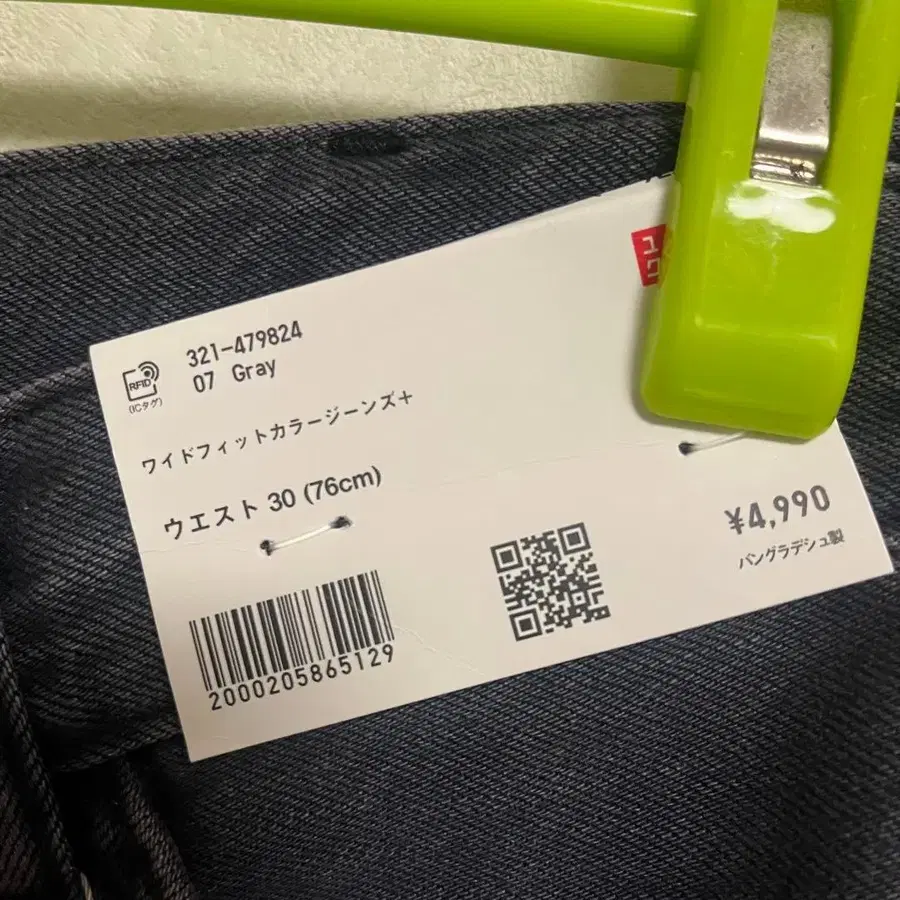 ユ
ク
RFID
(ICタグ)
321-479824
07 Gray
ワイドフィットカラージーンズ+
ウエスト 30 (76cm)
¥4,990
バングラデシュ製
2000205865129